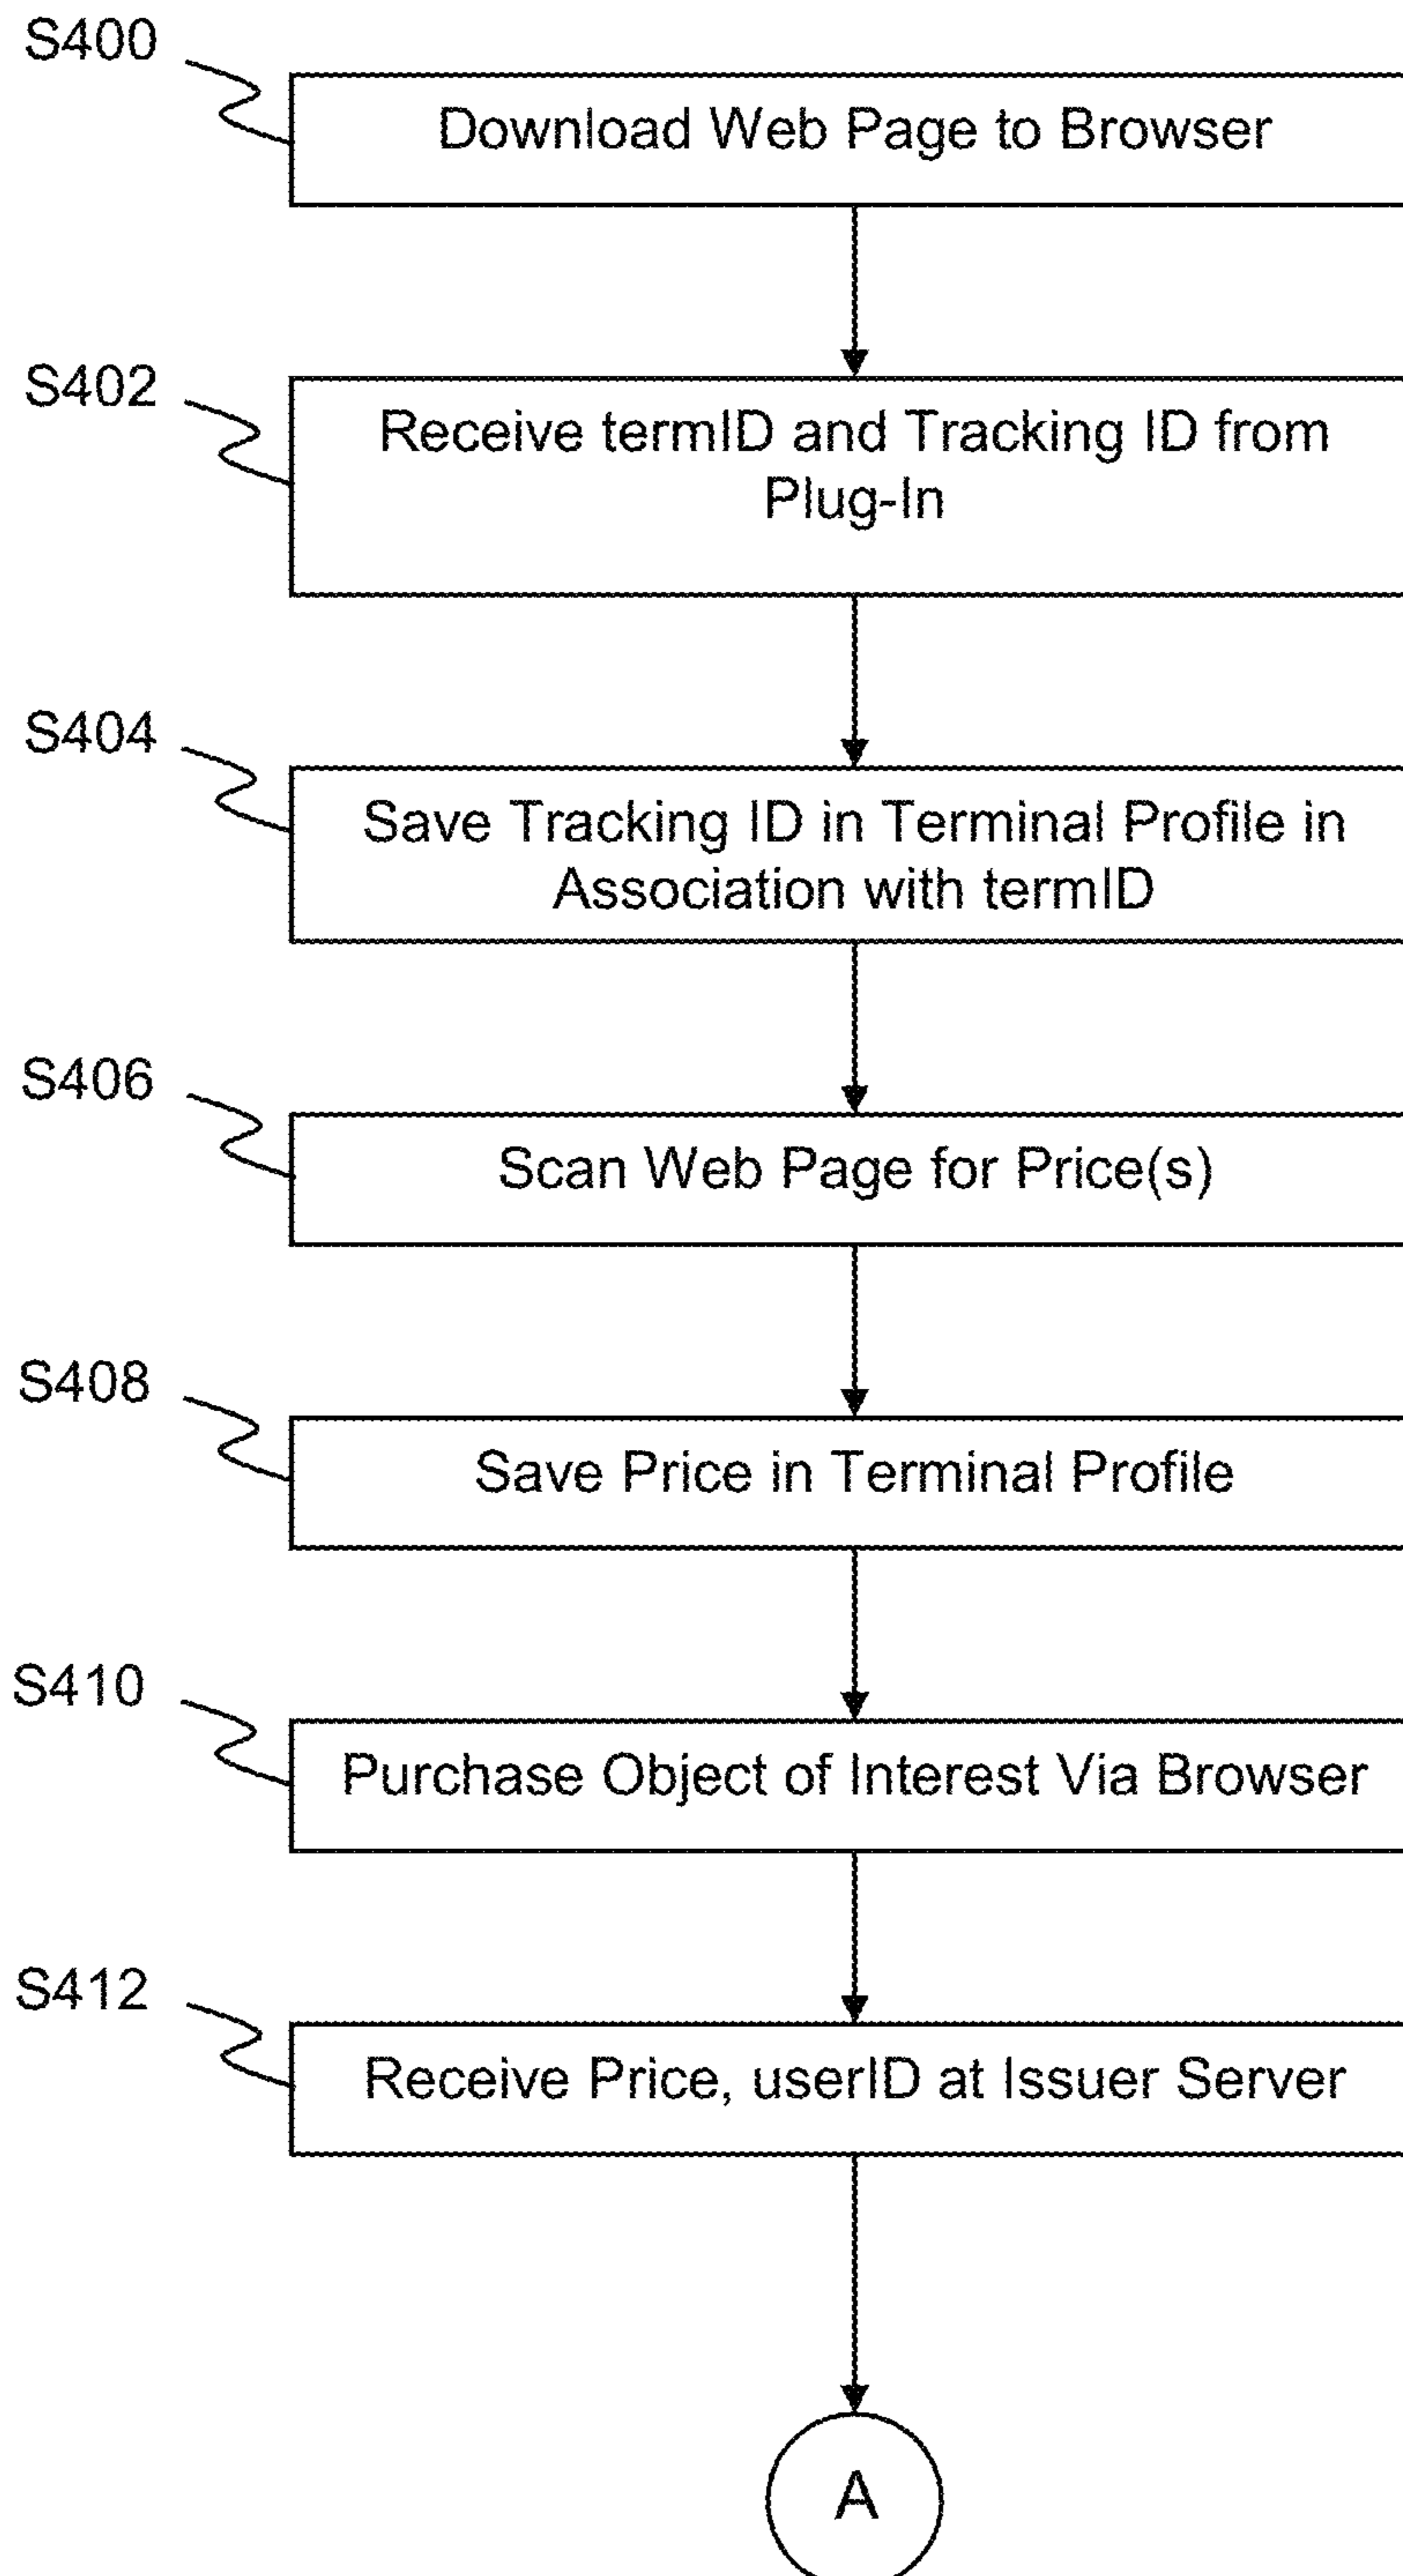 S400
Download Web Page to Browser
S402
Receive termID and Tracking ID from
Plug-In
S404
Save Tracking ID in Terminal Profile in
Association with termID
S406
Scan Web Page for Price(s)
S408
Save Price in Terminal Profile
S410
Purchase Object of Interest Via Browser
S412
Receive Price, userID at Issuer Server
A